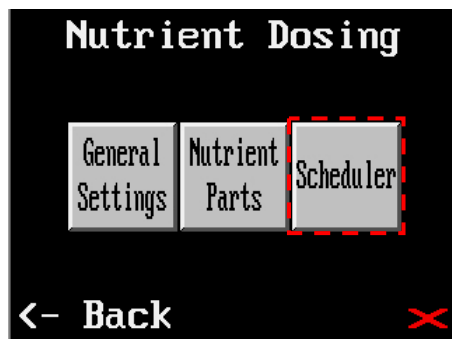 Nutrient Dosing
General
Settings
Nutrient
Parts
Scheduler
<- Back